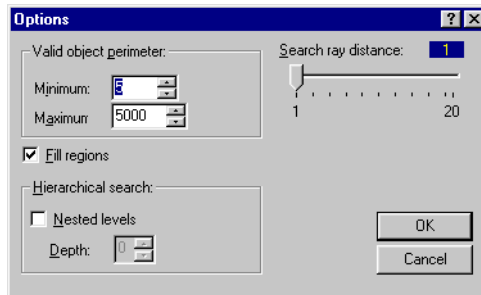 Options
Valid object perimeter:
Minimum: 5
Maximum 5000
Fill regions
Hierarchical search:
Nested levels
Depth: 0
Search ray distance: 1
1 20
OK
Cancel